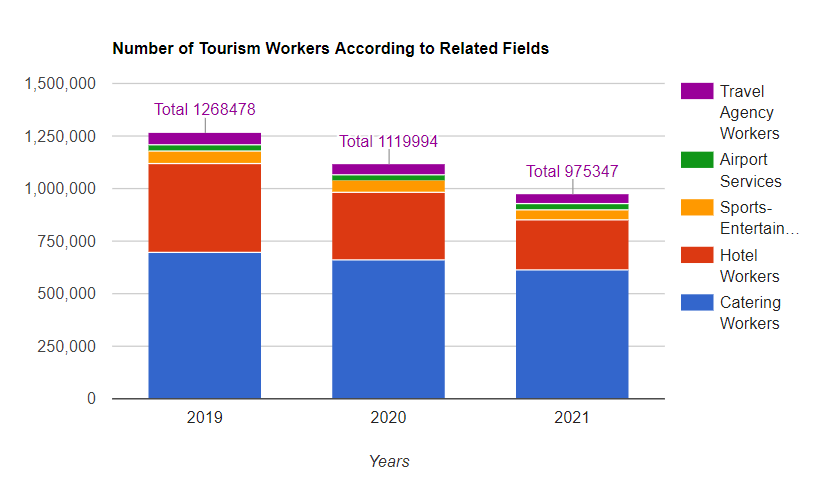 Number of Tourism Workers According to Related Fields
1,500,000
1,250,000
1,000,000
750,000
500,000
250,000
0
Total 1268478
Total 1119994
Total 975347
2019
2020
2021
Years
Travel
Agency
Workers
Airport
Services
Sports-
Entertain...
Hotel
Workers
Catering
Workers